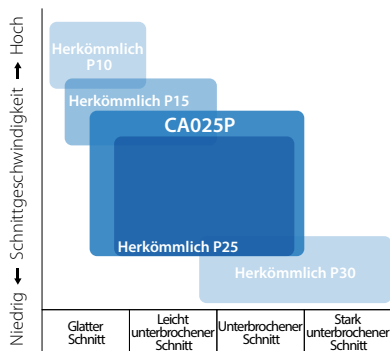 Niedrig ← Schnittgeschwindigkeit → Hoch
Herkömmlich
P10
Herkömmlich P15
CA025P
Herkömmlich P25
Herkömmlich P30
Glatter
Schnitt
Leicht
unterbrochener
Schnitt
Unterbrochener
Schnitt
Stark
unterbrochener
Schnitt